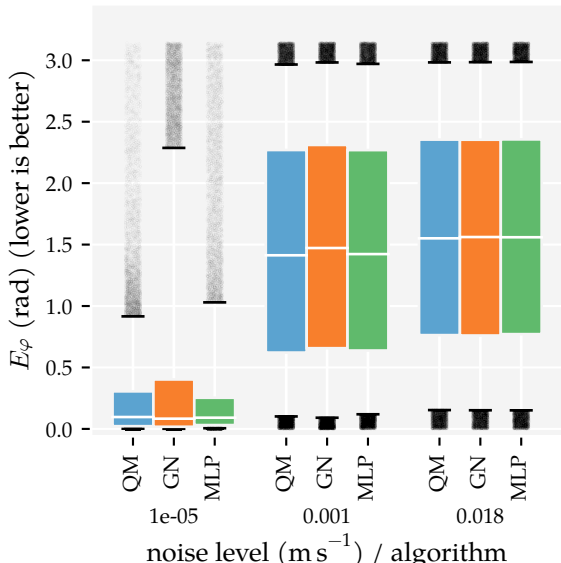 E_φ (rad) (lower is better)
3.0
2.5
2.0
1.5
1.0
0.5
0.0
QM GN MLP QM GN MLP QM GN MLP
1e-05 0.001 0.018
noise level (m s⁻¹) / algorithm